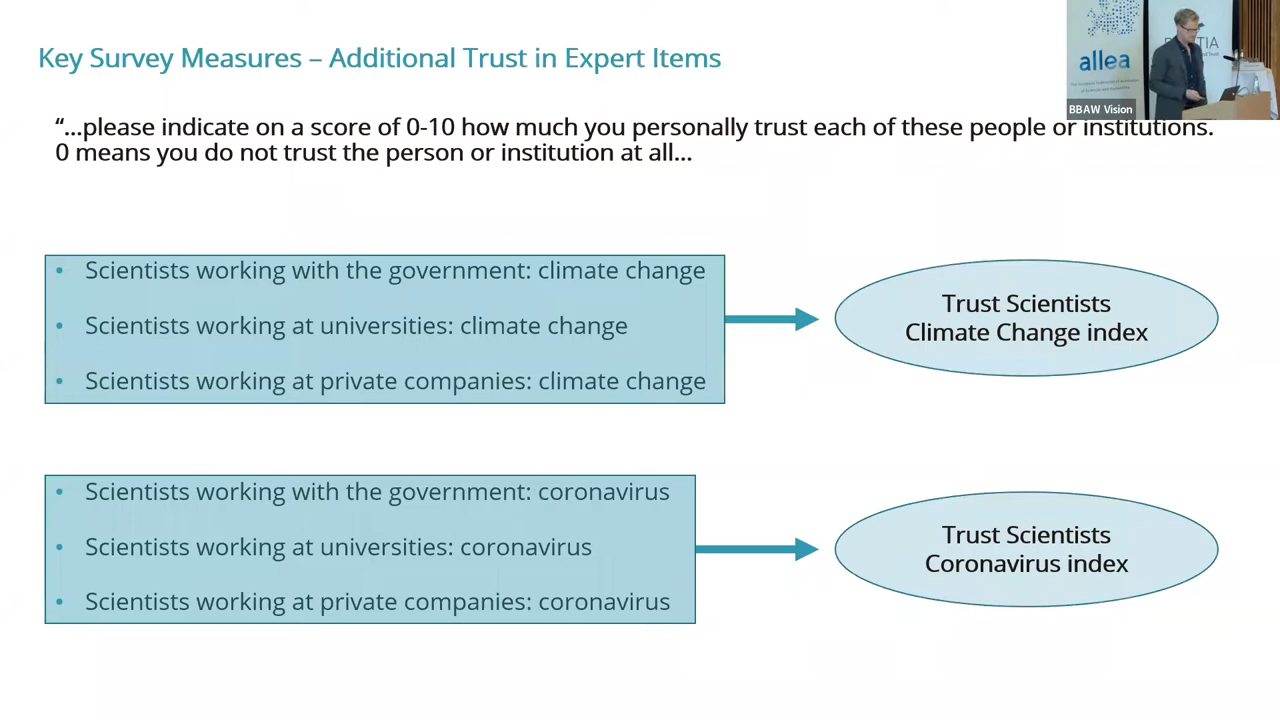 Key Survey Measures – Additional Trust in Expert Items
allea
TIA
BBAW Vision
“...please indicate on a score of 0-10 how much you personally trust each of these people or institutions.
0 means you do not trust the person or institution at all...
• Scientists working with the government: climate change
• Scientists working at universities: climate change
• Scientists working at private companies: climate change
Trust Scientists
Climate Change index
• Scientists working with the government: coronavirus
• Scientists working at universities: coronavirus
• Scientists working at private companies: coronavirus
Trust Scientists
Coronavirus index